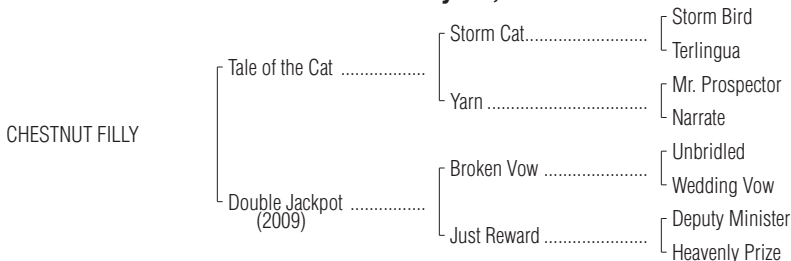 Storm Bird
Storm Cat..............................
Terlingua
Tale of the Cat ..................
Mr. Prospector
Yarn ..................................
Narrate
CHESTNUT FILLY
Unbridled
Broken Vow ......................
Wedding Vow
Double Jackpot ................
(2009)
Deputy Minister
Just Reward ......................
Heavenly Prize